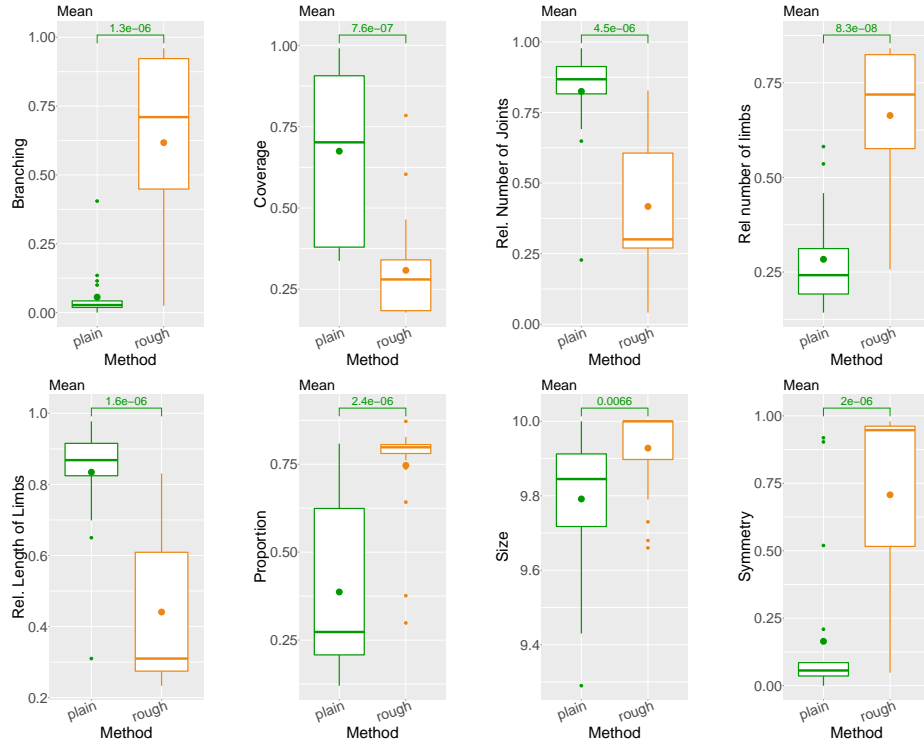 Mean
1.3e−06
1.00
0.75
0.50
0.25
0.00
Branching
plain
rough
Method
Mean
7.6e−07
1.00
0.75
0.50
0.25
Coverage
plain
rough
Method
Mean
4.5e−06
1.00
0.75
0.50
0.25
0.00
Rel. Number of Joints
plain
rough
Method
Mean
8.3e−08
0.75
0.50
0.25
Rel number of limbs
plain
rough
Method
Mean
1.6e−06
1.0
0.8
0.6
0.4
0.2
Rel. Length of Limbs
plain
rough
Method
Mean
2.4e−06
0.75
0.50
0.25
Proportion
plain
rough
Method
Mean
0.0066
10.0
9.8
9.6
9.4
Size
plain
rough
Method
Mean
2e−06
1.00
0.75
0.50
0.25
0.00
Symmetry
plain
rough
Method